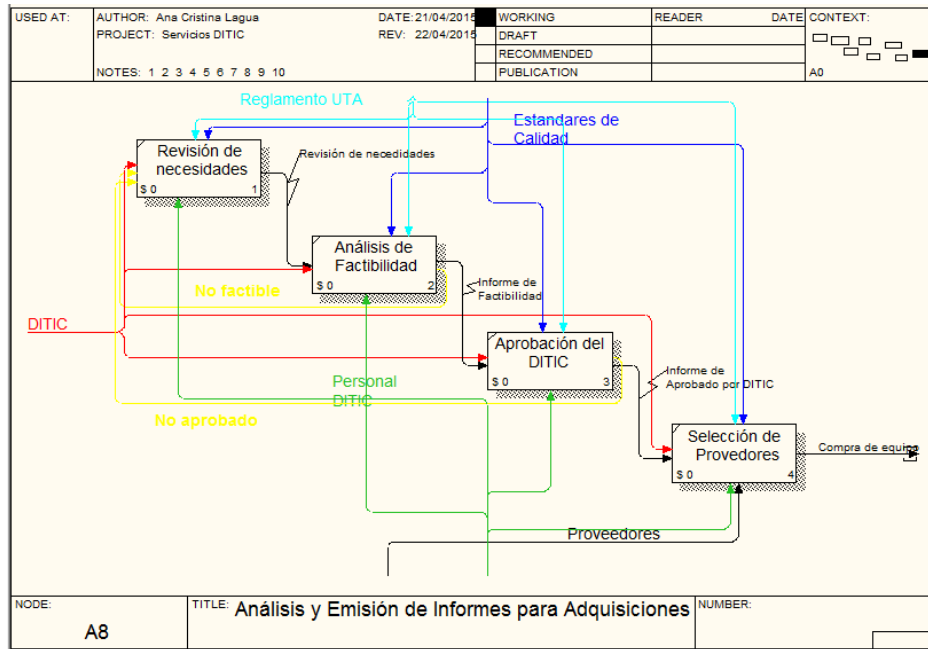 USED AT:
AUTHOR: Ana Cristina Lagua
DATE: 21/04/2015
WORKING
READER
DATE
CONTEXT:
PROJECT: Servicios DITIC
REV: 22/04/2015
DRAFT
RECOMMENDED
NOTES: 1 2 3 4 5 6 7 8 9 10
PUBLICATION
A0
Reglamento UTA
Estandares de
Calidad
Revisión de
necesidades
$ 0
1
Revisión de necedidades
Análisis de
Factibilidad
$ 0
2
No factible
Informe de
Factibilidad
DITIC
Aprobación del
DITIC
$ 0
3
Personal
DITIC
Informe de
Aprobado por DITIC
No aprobado
Selección de
Provedores
$ 0
4
Compra de equipo
Proveedores
NODE:
A8
TITLE: Análisis y Emisión de Informes para Adquisiciones
NUMBER: